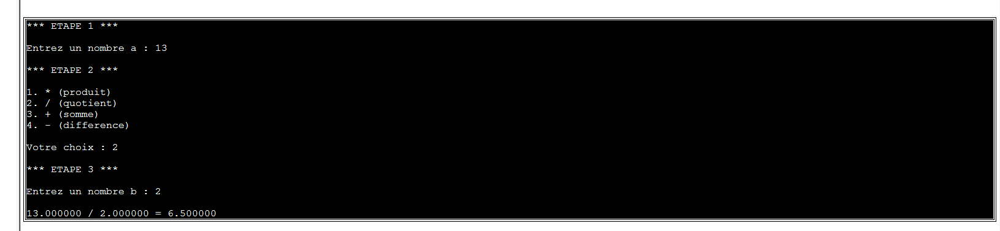 *** ETAPE 1 ***
Entrez un nombre a : 13
*** ETAPE 2 ***
1. * (produit)
2. / (quotient)
3. + (somme)
4. - (difference)
Votre choix : 2
*** ETAPE 3 ***
Entrez un nombre b : 2
13.000000 / 2.000000 = 6.500000